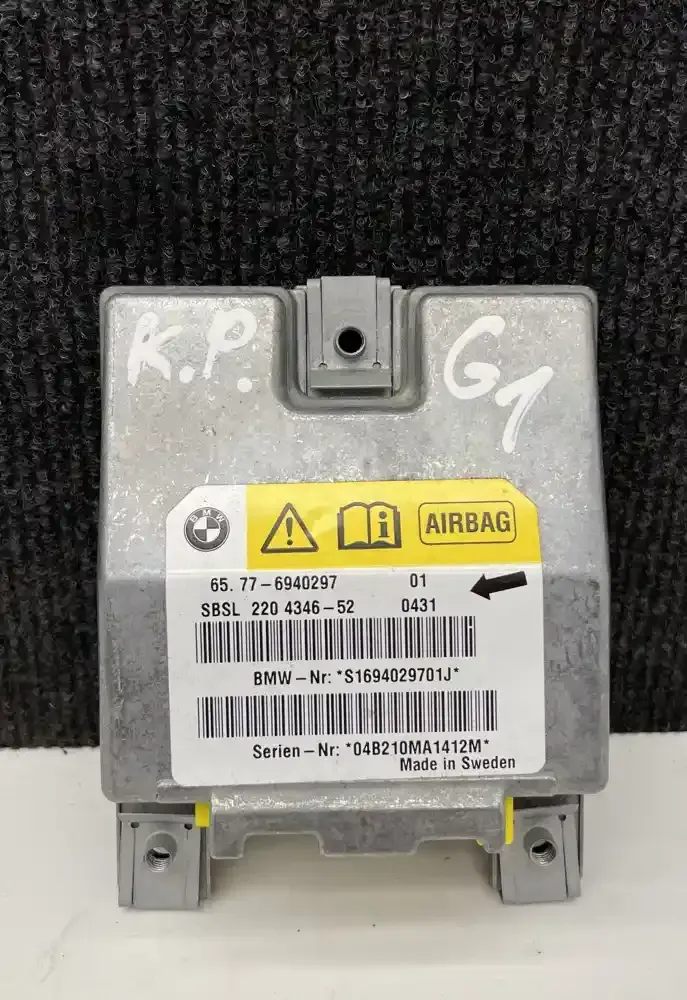 K.P. G1
BMW
AIRBAG
65.77-6940297 01
SBSL 220 4346-52 0431
BMW-Nr: *S1694029701J*
Serien-Nr: *04B210MA1412M*
Made in Sweden